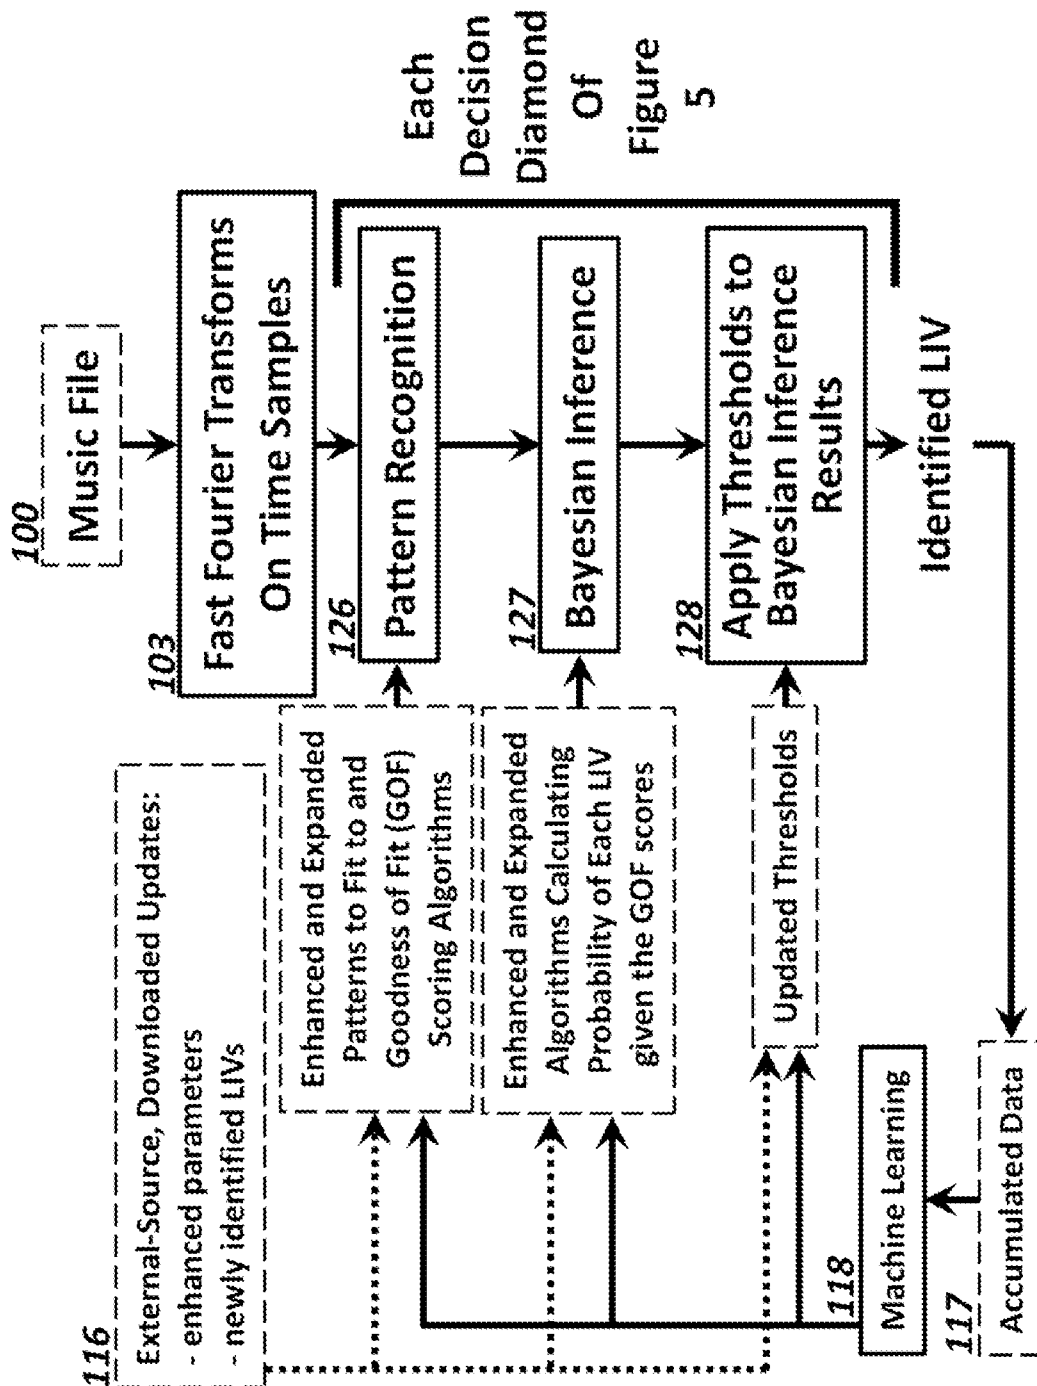 100
Music File
103
Fast Fourier Transforms
On Time Samples
126
Pattern Recognition
127
Bayesian Inference
128
Apply Thresholds to
Bayesian Inference
Results
Identified LIV
Each
Decision
Diamond
Of
Figure
5
116
External-Source, Downloaded Updates:
- enhanced parameters
- newly identified LIVs
Enhanced and Expanded
Patterns to Fit to and
Goodness of Fit (GOF)
Scoring Algorithms
Enhanced and Expanded
Algorithms Calculating
Probability of Each LIV
given the GOF scores
Updated Thresholds
118
Machine Learning
117
Accumulated Data